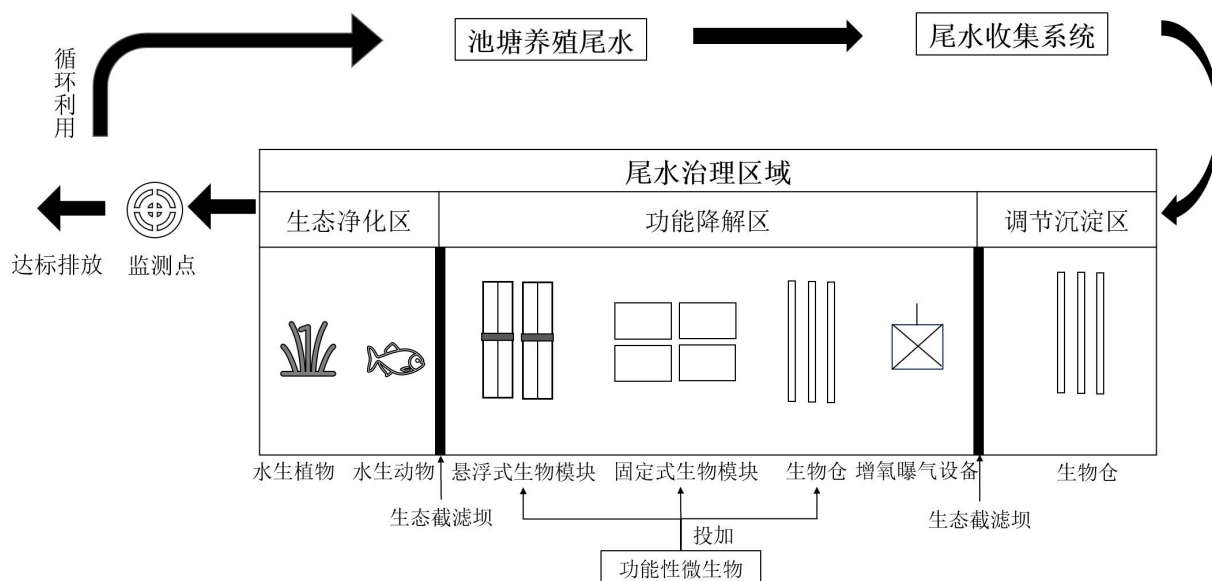 池塘养殖尾水
尾水收集系统
循环利用
尾水治理区域
生态净化区
功能降解区
调节沉淀区
达标排放
监测点
水生植物
水生动物
悬浮式生物模块
固定式生物模块
生物仓
增氧曝气设备
生物仓
生态截滤坝
生态截滤坝
投加
功能性微生物